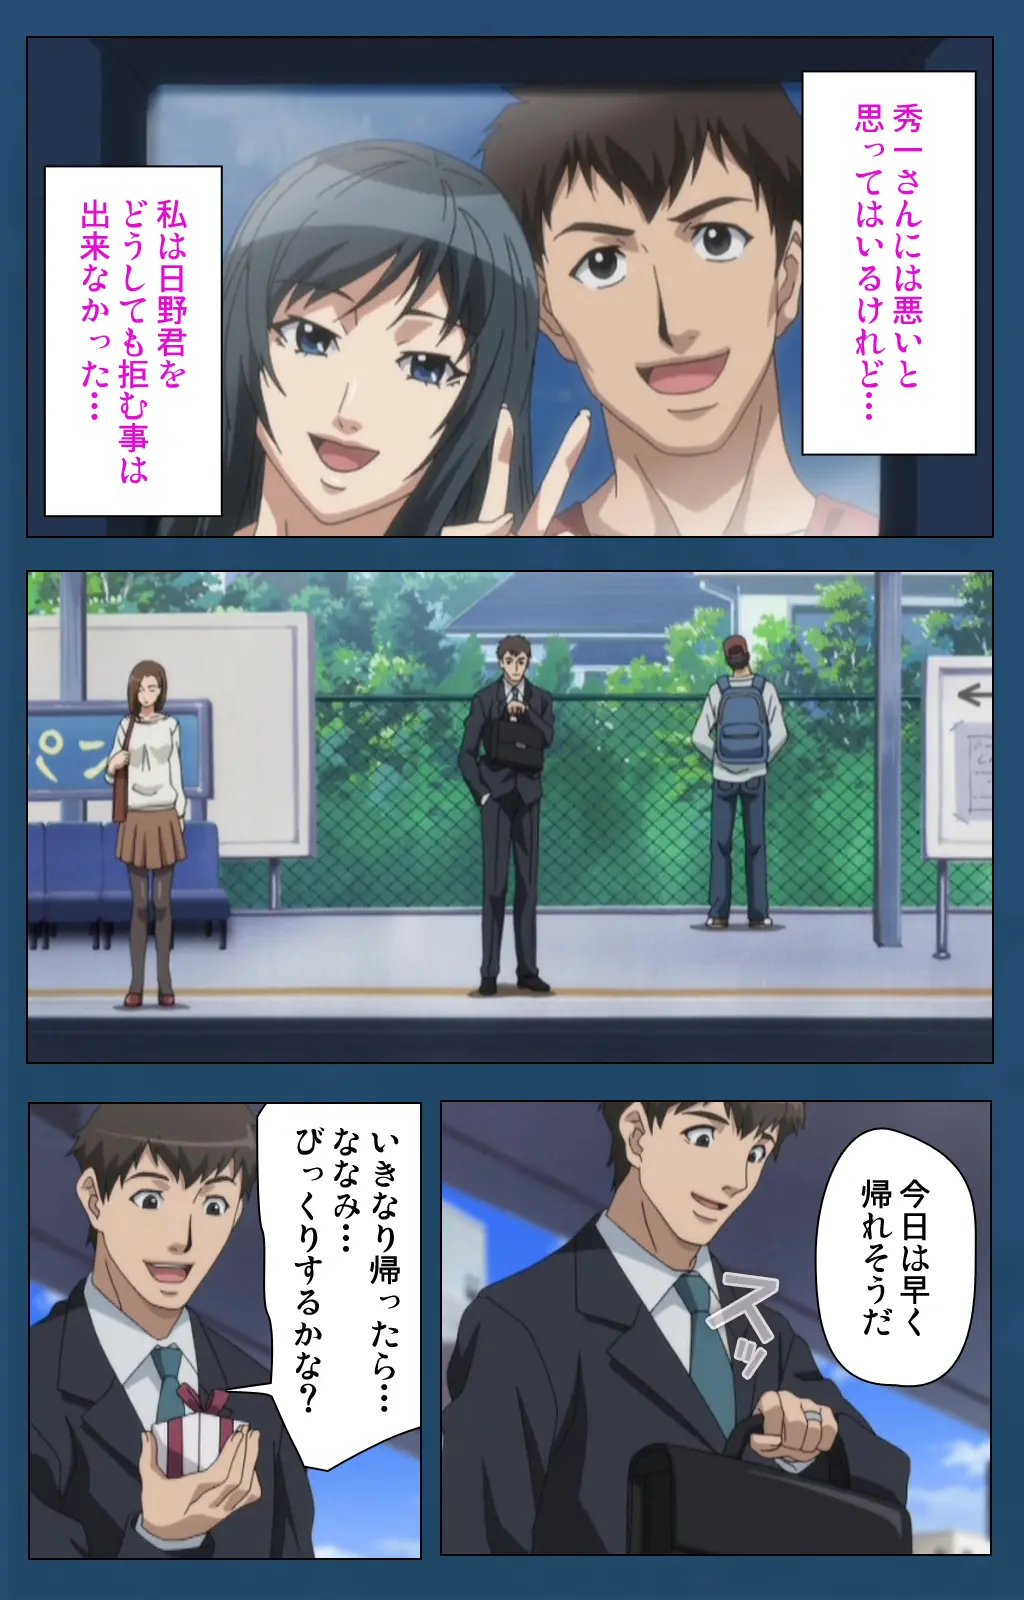 秀一さんには悪いと
思ってはいるけれど…
私は日野君を
どうしても拒む事は
出来なかった…
パン
今日は早く
帰れそうだ
スッ
いきなり帰ったら…
ななみ…
びっくりするかな？